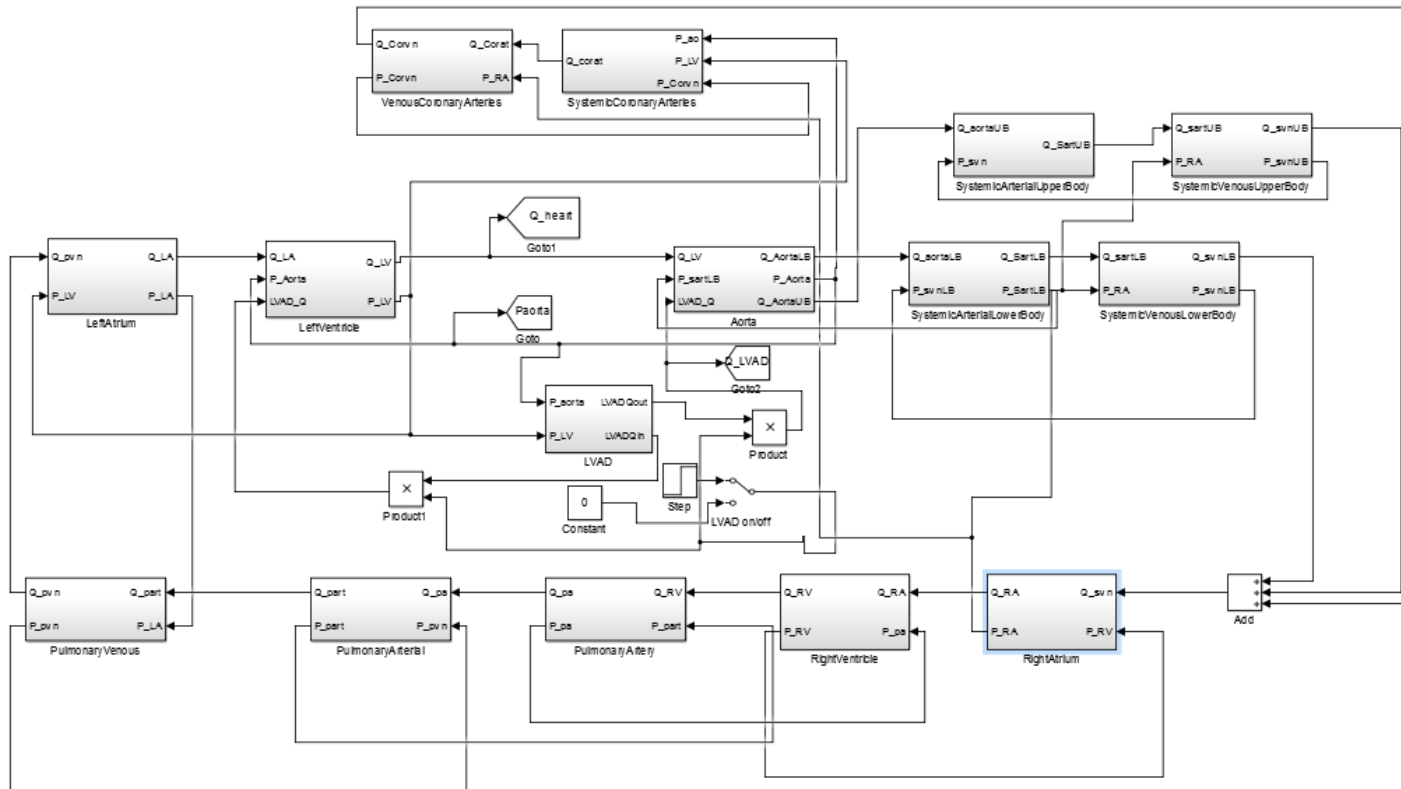 Q_Corvn
Q_Corat
P_Corvn
P_RA
VenousCoronaryArteries
Q_corat
P_ao
P_LV
P_Corvn
SystemicCoronaryArteries
Q_aortaUB
Q_SartUB
P_svn
SystemicArterialUpperBody
Q_sartUB
Q_svnUB
P_RA
P_svnUB
SystemicVenousUpperBody
Q_heart
Goto1
Q_pvn
Q_LA
P_LV
P_LA
LeftAtrium
Q_LA
Q_LV
P_Aorta
LVAD_Q
P_LV
LeftVentricle
Paorta
Goto
Q_LV
Q_AortaLB
P_sartLB
P_Aorta
LVAD_Q
Q_AortaUB
Aorta
Q_aortaLB
Q_SartLB
P_svnLB
P_SartLB
SystemicArterialLowerBody
Q_sartLB
Q_svnLB
P_RA
P_svnLB
SystemicVenousLowerBody
Q_LVAD
Goto2
P_aorta
LVADQout
P_LV
LVADQin
LVAD
×
Product
×
Product1
0
Constant
Step
LVAD on/off
Q_pvn
Q_part
P_pvn
P_LA
PulmonaryVenous
Q_part
Q_pa
P_part
P_pvn
PulmonaryArterial
Q_pa
Q_RV
P_pa
P_part
PulmonaryArtery
Q_RV
Q_RA
P_RV
P_pa
RightVentricle
Q_RA
Q_svn
P_RA
P_RV
RightAtrium
+
+
+
Add